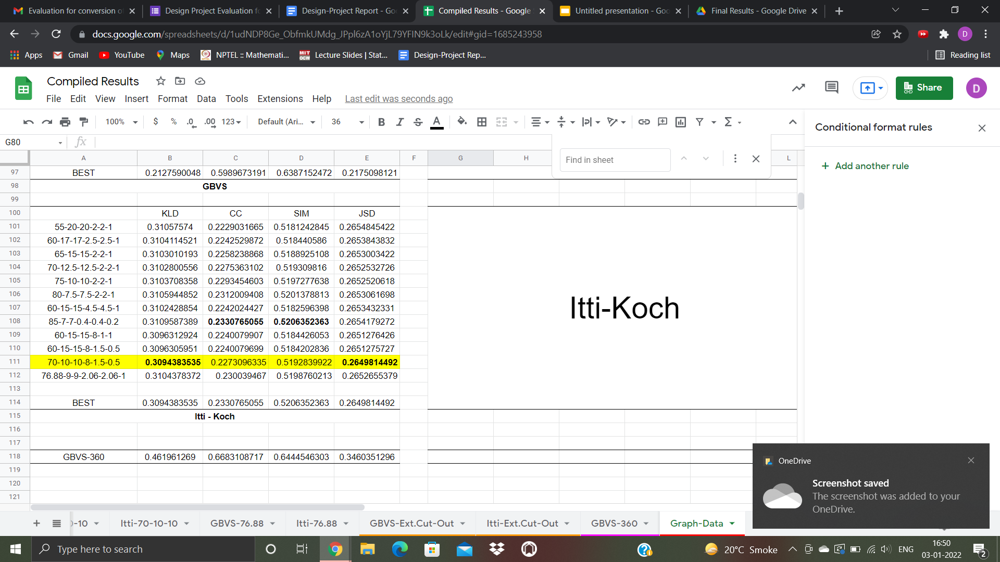 Evaluation for conversion o
Design Project Evaluation fo
Design-Project Report - Goo
Compiled Results - Google
Untitled presentation - Goo
Final Results - Google Drive
docs.google.com/spreadsheets/d/1udNDP8Ge_ObfmkUMdg_JPpl6zA1oYjL79YFIN9k3oLk/edit#gid=1685243958
D
Apps Gmail YouTube Maps NPTEL :: Mathemati... Lecture Slides | Stat... Design-Project Rep... Reading list
Compiled Results
File Edit View Insert Format Data Tools Extensions Help Last edit was seconds ago
Share
D
100% $ % .0 .00 123 Default (Ari... 36 B I S A Σ
Conditional format rules
G80 fx
Find in sheet
+ Add another rule
A B C D E F G H L
97 BEST 0.2127590048 0.5989673191 0.6387152472 0.2175098121
98 GBVS
99
100 KLD CC SIM JSD
101 55-20-20-2-2-1 0.31057574 0.2229031665 0.5181242845 0.2654845422
102 60-17-17-2.5-2.5-1 0.3104114521 0.2242529872 0.518440586 0.2653843832
103 65-15-15-2-2-1 0.3103010193 0.2258238868 0.5188925108 0.2653003422
104 70-12.5-12.5-2-2-1 0.3102800556 0.2275363102 0.519309816 0.2652532726
105 75-10-10-2-2-1 0.3103708358 0.2293454603 0.5197277638 0.2652520618
106 80-7.5-7.5-2-2-1 0.3105944852 0.2312009408 0.5201378813 0.2653061698
107 60-15-15-4.5-4.5-1 0.3102428854 0.2242024427 0.5182596398 0.2653432331
108 85-7-7-0.4-0.4-0.2 0.3109587389 0.2330765055 0.5206352363 0.2654179272
109 60-15-15-8-1-1 0.3096312924 0.2240079907 0.5184426053 0.2651276426
110 60-15-15-8-1.5-0.5 0.3096305951 0.2240079699 0.5184202836 0.2651275727
111 70-10-10-8-1.5-0.5 0.3094383535 0.2273096335 0.5192839922 0.2649814492
112 76.88-9-9-2.06-2.06-1 0.3104378372 0.230039467 0.5198760213 0.2652655379
113
114 BEST 0.3094383535 0.2330765055 0.5206352363 0.2649814492
115 Itti - Koch
116
117
118 GBVS-360 0.461961269 0.6683108717 0.6444546303 0.3460351296
119
120
121
Itti-Koch
OneDrive
Screenshot saved
The screenshot was added to your
OneDrive.
0-10 Itti-70-10-10 GBVS-76.88 Itti-76.88 GBVS-Ext.Cut-Out Itti-Ext.Cut-Out GBVS-360 Graph-Data
Type here to search
20°C Smoke
ENG
16:50
03-01-2022
2